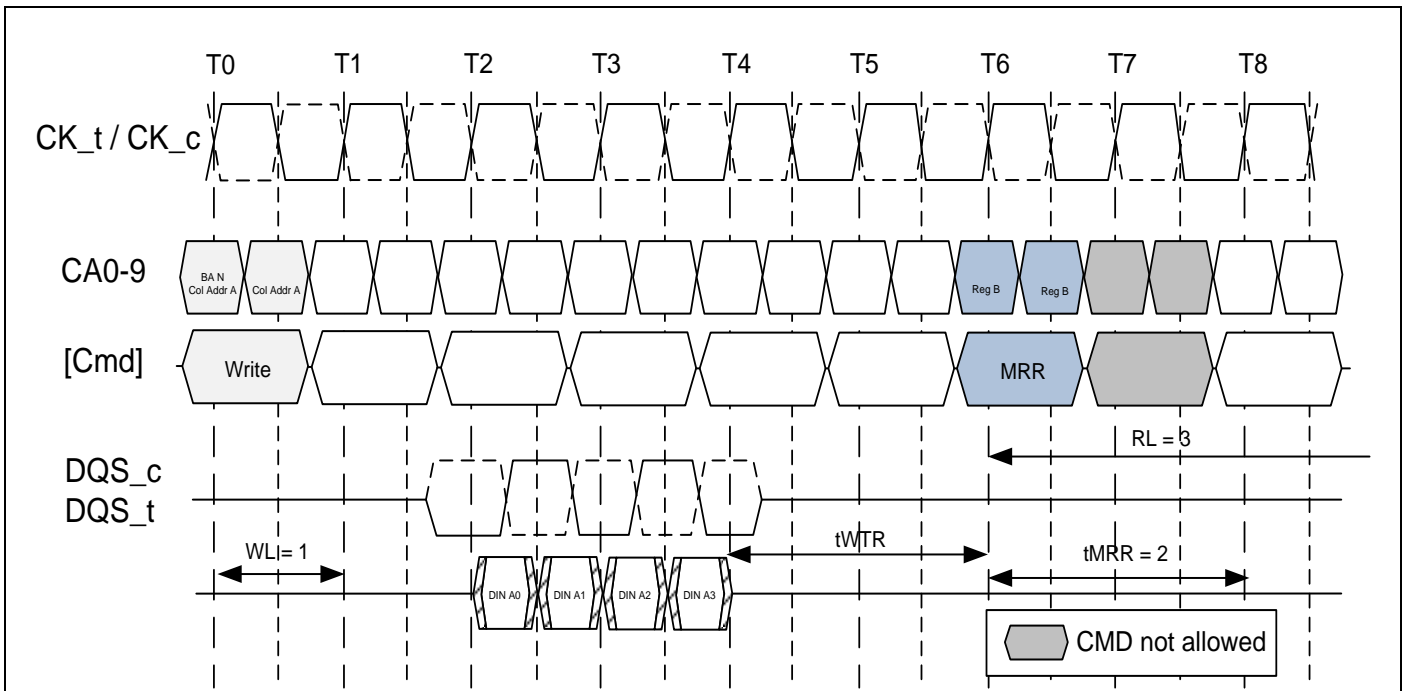 T0 T1 T2 T3 T4 T5 T6 T7 T8
CK_t / CK_c
CA0-9
BA N
Col Addr A
Col Addr A
Reg B
Reg B
[Cmd]
Write
MRR
RL = 3
DQS_c
DQS_t
WL = 1
tWTR
tMRR = 2
DIN A0
DIN A1
DIN A2
DIN A3
CMD not allowed